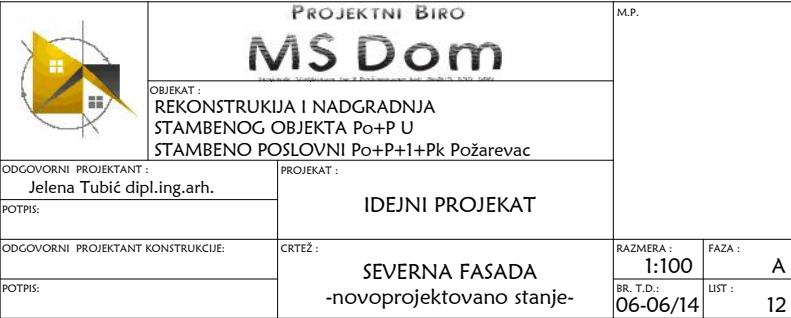 PROJEKTNI BIRO
MS Dom
M.P.
OBJEKAT :
REKONSTRUKIJA I NADGRADNJA
STAMBENOG OBJEKTA Po+P U
STAMBENO POSLOVNI Po+P+1+Pk Požarevac
ODGOVORNI PROJEKTANT :
Jelena Tubić dipl.ing.arh.
POTPIS:
PROJEKAT :
IDEJNI PROJEKAT
ODGOVORNI PROJEKTANT KONSTRUKCIJE:
POTPIS:
CRTEŽ :
SEVERNA FASADA
-novoprojektovano stanje-
RAZMERA :
1:100
FAZA :
A
BR. T.D.:
06-06/14
LIST :
12